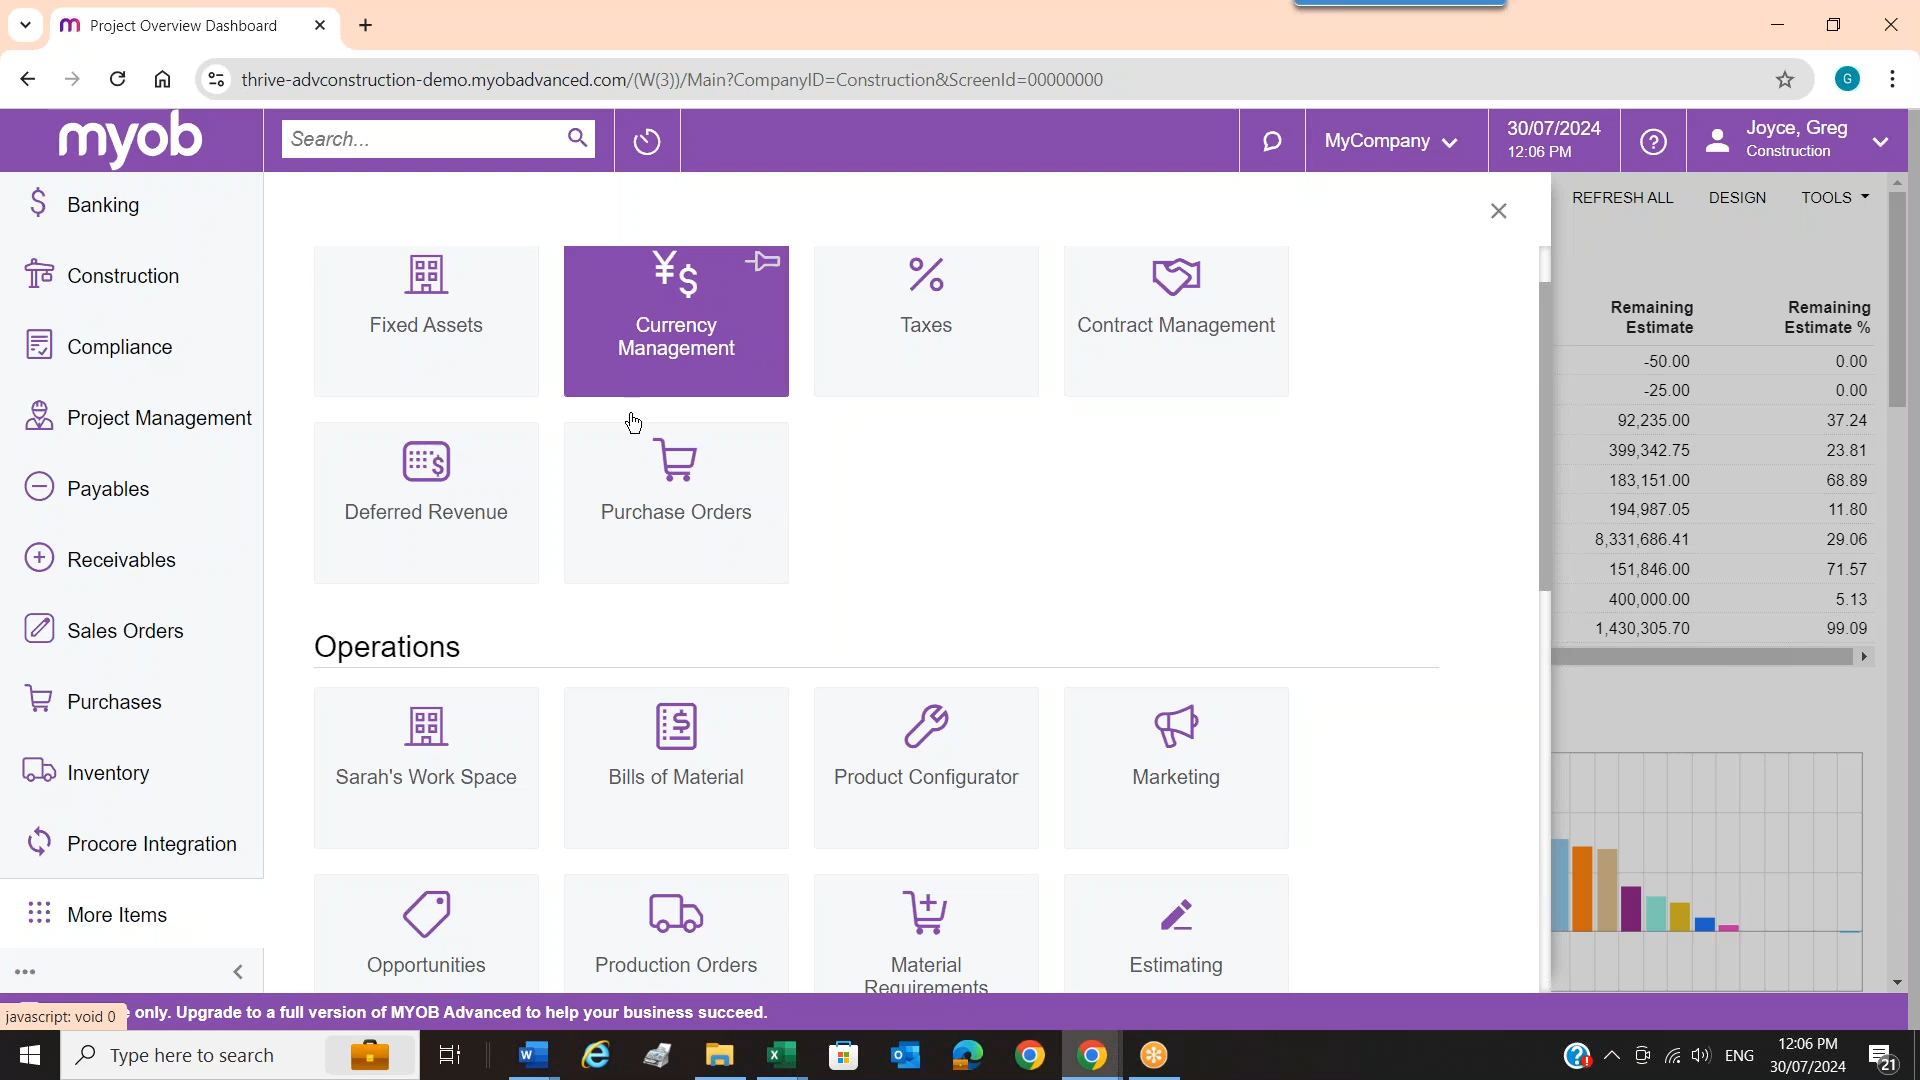 Project Overview Dashboard
thrive-advconstruction-demo.myobadvanced.com/(W(3))/Main?CompanyID=Construction&ScreenId=00000000
G
myob
Search...
MyCompany
30/07/2024
12:06 PM
Joyce, Greg
Construction
REFRESH ALL
DESIGN
TOOLS
Banking
Construction
Compliance
Project Management
Payables
Receivables
Sales Orders
Purchases
Inventory
Procore Integration
More Items
Fixed Assets
Currency
Management
Taxes
Contract Management
Deferred Revenue
Purchase Orders
Operations
Sarah's Work Space
Bills of Material
Product Configurator
Marketing
Opportunities
Production Orders
Material
Requirements
Estimating
Remaining
Estimate
Remaining
Estimate %
-50.00 0.00
-25.00 0.00
92,235.00 37.24
399,342.75 23.81
183,151.00 68.89
194,987.05 11.80
8,331,686.41 29.06
151,846.00 71.57
400,000.00 5.13
1,430,305.70 99.09
javascript: void 0
only. Upgrade to a full version of MYOB Advanced to help your business succeed.
Type here to search
ENG
12:06 PM
30/07/2024
21